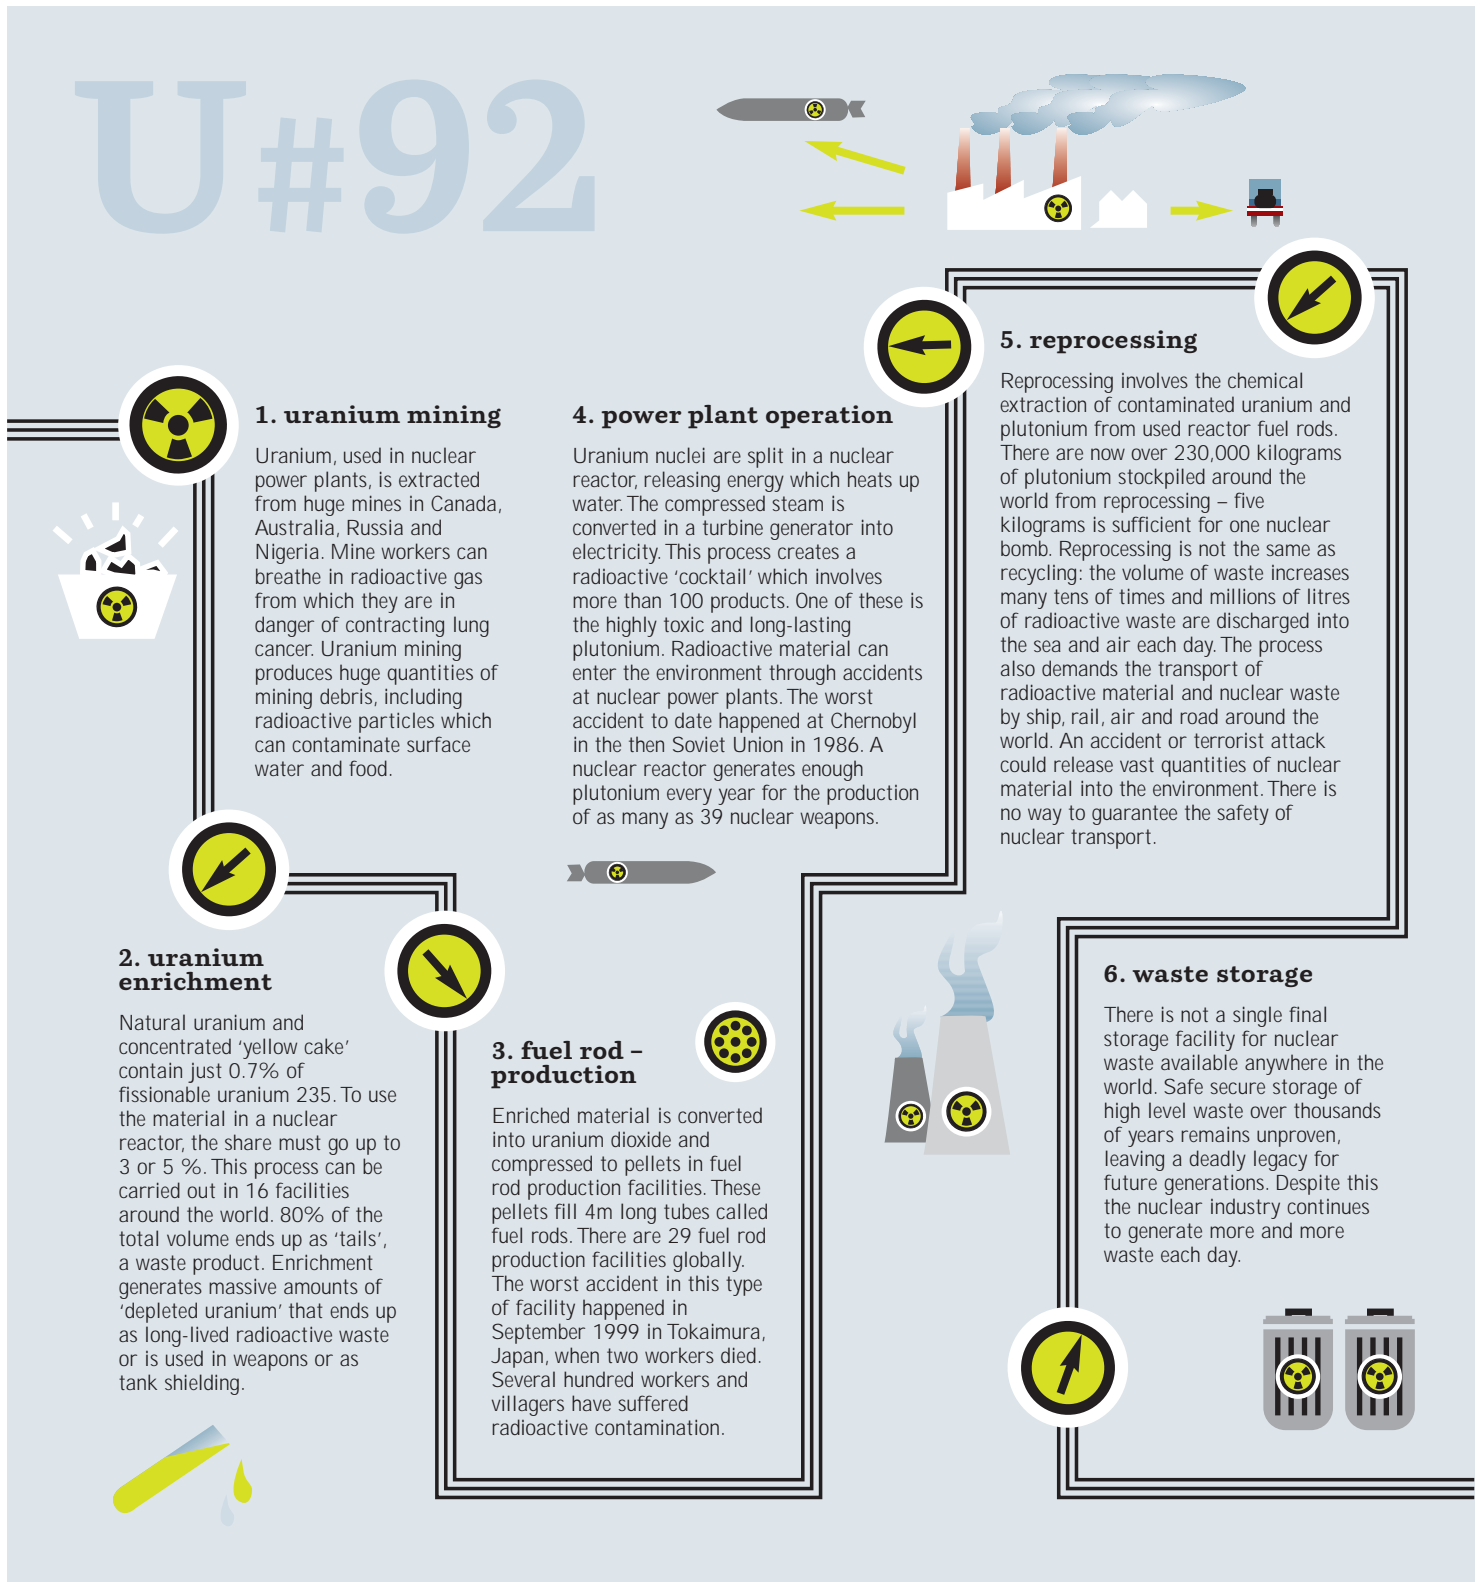 U#92
1. uranium mining
Uranium, used in nuclear
power plants, is extracted
from huge mines in Canada,
Australia, Russia and
Nigeria. Mine workers can
breathe in radioactive gas
from which they are in
danger of contracting lung
cancer. Uranium mining
produces huge quantities of
mining debris, including
radioactive particles which
can contaminate surface
water and food.
2. uranium
enrichment
Natural uranium and
concentrated ‘yellow cake’
contain just 0.7% of
fissionable uranium 235. To use
the material in a nuclear
reactor, the share must go up to
3 or 5 %. This process can be
carried out in 16 facilities
around the world. 80% of the
total volume ends up as ‘tails’,
a waste product. Enrichment
generates massive amounts of
‘depleted uranium’ that ends up
as long-lived radioactive waste
or is used in weapons or as
tank shielding.
3. fuel rod –
production
Enriched material is converted
into uranium dioxide and
compressed to pellets in fuel
rod production facilities. These
pellets fill 4m long tubes called
fuel rods. There are 29 fuel rod
production facilities globally.
The worst accident in this type
of facility happened in
September 1999 in Tokaimura,
Japan, when two workers died.
Several hundred workers and
villagers have suffered
radioactive contamination.
4. power plant operation
Uranium nuclei are split in a nuclear
reactor, releasing energy which heats up
water. The compressed steam is
converted in a turbine generator into
electricity. This process creates a
radioactive ‘cocktail’ which involves
more than 100 products. One of these is
the highly toxic and long-lasting
plutonium. Radioactive material can
enter the environment through accidents
at nuclear power plants. The worst
accident to date happened at Chernobyl
in the then Soviet Union in 1986. A
nuclear reactor generates enough
plutonium every year for the production
of as many as 39 nuclear weapons.
5. reprocessing
Reprocessing involves the chemical
extraction of contaminated uranium and
plutonium from used reactor fuel rods.
There are now over 230,000 kilograms
of plutonium stockpiled around the
world from reprocessing – five
kilograms is sufficient for one nuclear
bomb. Reprocessing is not the same as
recycling: the volume of waste increases
many tens of times and millions of litres
of radioactive waste are discharged into
the sea and air each day. The process
also demands the transport of
radioactive material and nuclear waste
by ship, rail, air and road around the
world. An accident or terrorist attack
could release vast quantities of nuclear
material into the environment. There is
no way to guarantee the safety of
nuclear transport.
6. waste storage
There is not a single final
storage facility for nuclear
waste available anywhere in the
world. Safe secure storage of
high level waste over thousands
of years remains unproven,
leaving a deadly legacy for
future generations. Despite this
the nuclear industry continues
to generate more and more
waste each day.